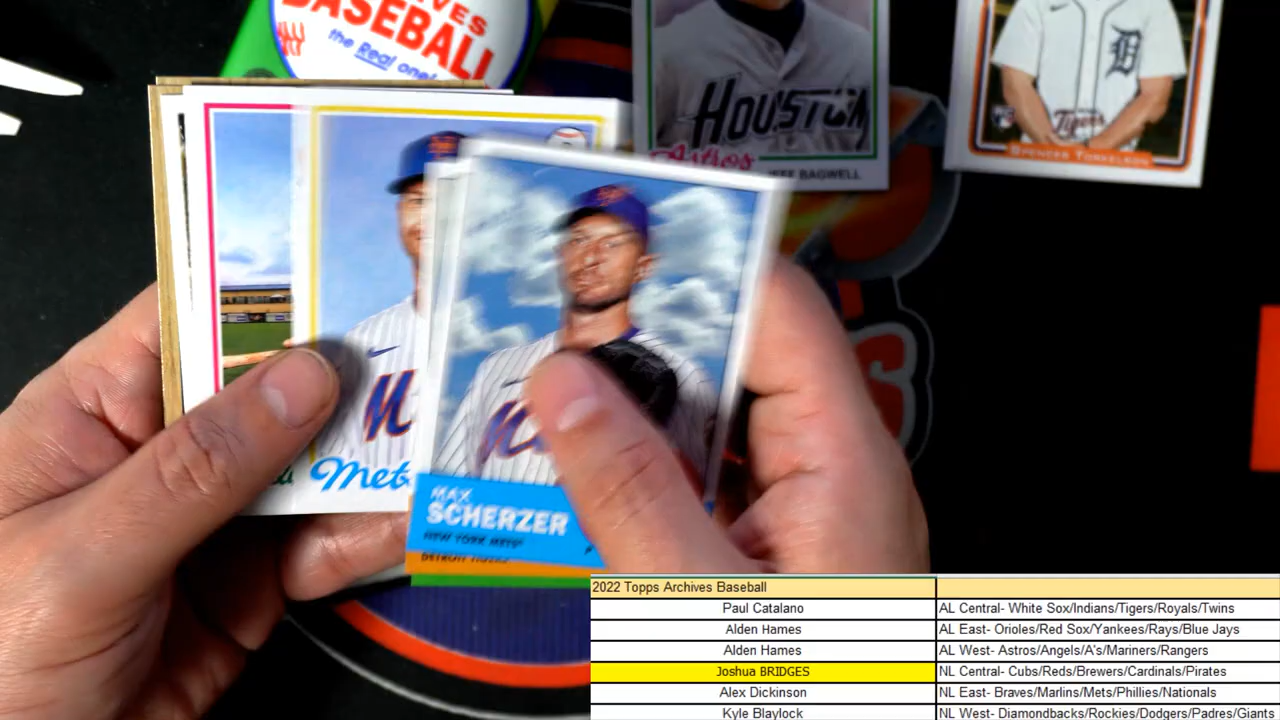 VES
BASEBALL
the Real one!
HOUSTON
Astros
JEFF BAGWELL
D
Tigers
SPENCER TORKELSON
Mets
MAX
SCHERZER
NEW YORK METS
P
DETROIT TIGERS
2022 Topps Archives Baseball
Paul Catalano AL Central- White Sox/Indians/Tigers/Royals/Twins
Alden Hames AL East- Orioles/Red Sox/Yankees/Rays/Blue Jays
Alden Hames AL West- Astros/Angels/A's/Mariners/Rangers
Joshua BRIDGES NL Central- Cubs/Reds/Brewers/Cardinals/Pirates
Alex Dickinson NL East- Braves/Marlins/Mets/Phillies/Nationals
Kyle Blaylock NL West- Diamondbacks/Rockies/Dodgers/Padres/Giants